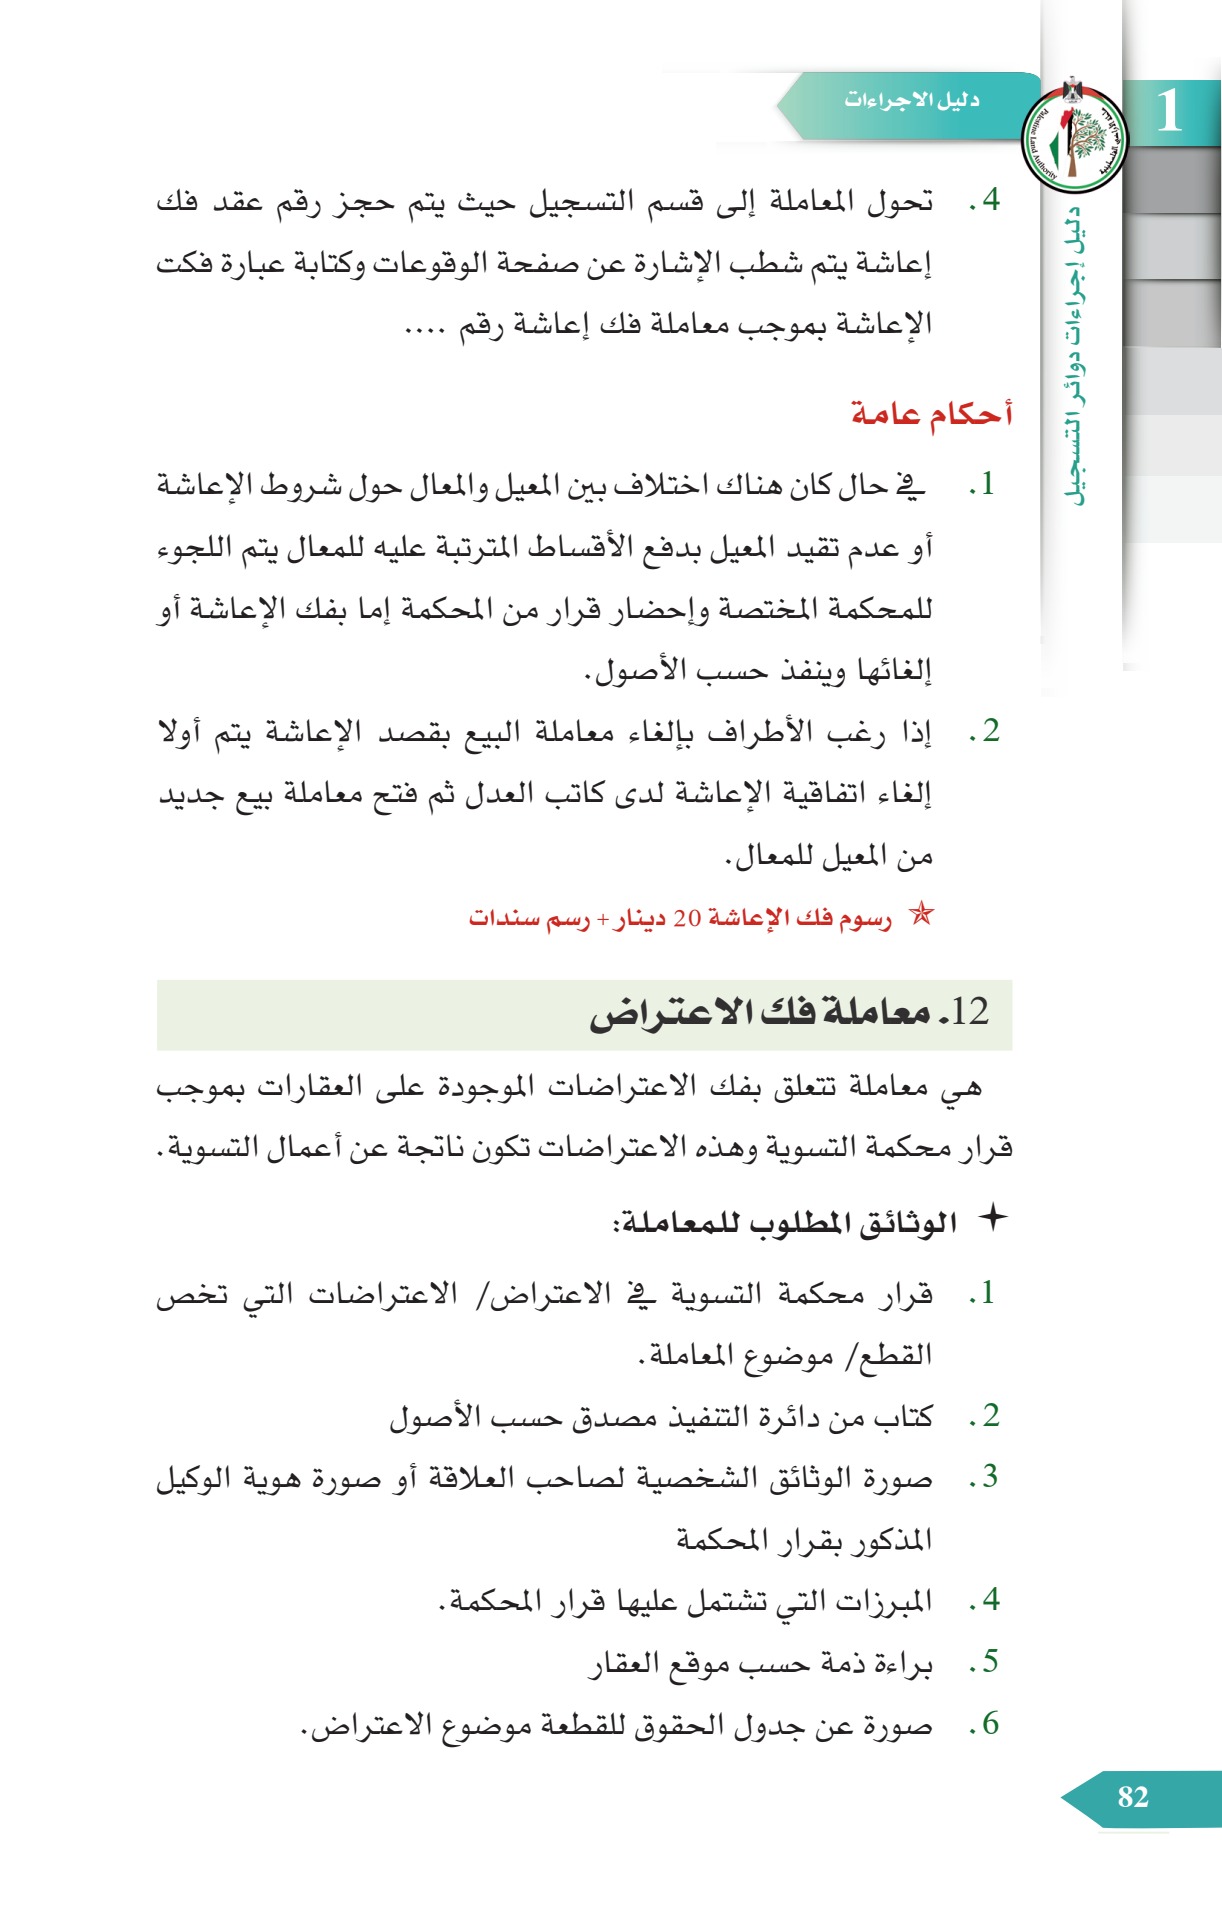 دليل الاجراءات
1
Palestine Land Authority
دليل إجراءات دوائر التسجيل
4. تحول المعاملة إلى قسم التسجيل حيث يتم حجز رقم عقد فك
إعاشة يتم شطب الإشارة عن صفحة الوقوعات وكتابة عبارة فكت
الإعاشة بموجب معاملة فك إعاشة رقم ....
أحكام عامة
1. في حال كان هناك اختلاف بين المعيل والمعال حول شروط الإعاشة
أو عدم تقيد المعيل بدفع الأقساط المترتبة عليه للمعال يتم اللجوء
للمحكمة المختصة وإحضار قرار من المحكمة إما بفك الإعاشة أو
إلغائها وينفذ حسب الأصول.
2. إذا رغب الأطراف بإلغاء معاملة البيع بقصد الإعاشة يتم أولا
إلغاء اتفاقية الإعاشة لدى كاتب العدل ثم فتح معاملة بيع جديد
من المعيل للمعال.
رسوم فك الإعاشة 20 دينار + رسم سندات
12. معاملة فك الاعتراض
هي معاملة تتعلق بفك الاعتراضات الموجودة على العقارات بموجب
قرار محكمة التسوية وهذه الاعتراضات تكون ناتجة عن أعمال التسوية.
الوثائق المطلوب للمعاملة:
1. قرار محكمة التسوية في الاعتراض/ الاعتراضات التي تخص
القطع/ موضوع المعاملة.
2. كتاب من دائرة التنفيذ مصدق حسب الأصول
3. صورة الوثائق الشخصية لصاحب العلاقة أو صورة هوية الوكيل
المذكور بقرار المحكمة
4. المبرزات التي تشتمل عليها قرار المحكمة.
5. براءة ذمة حسب موقع العقار
6. صورة عن جدول الحقوق للقطعة موضوع الاعتراض.
82